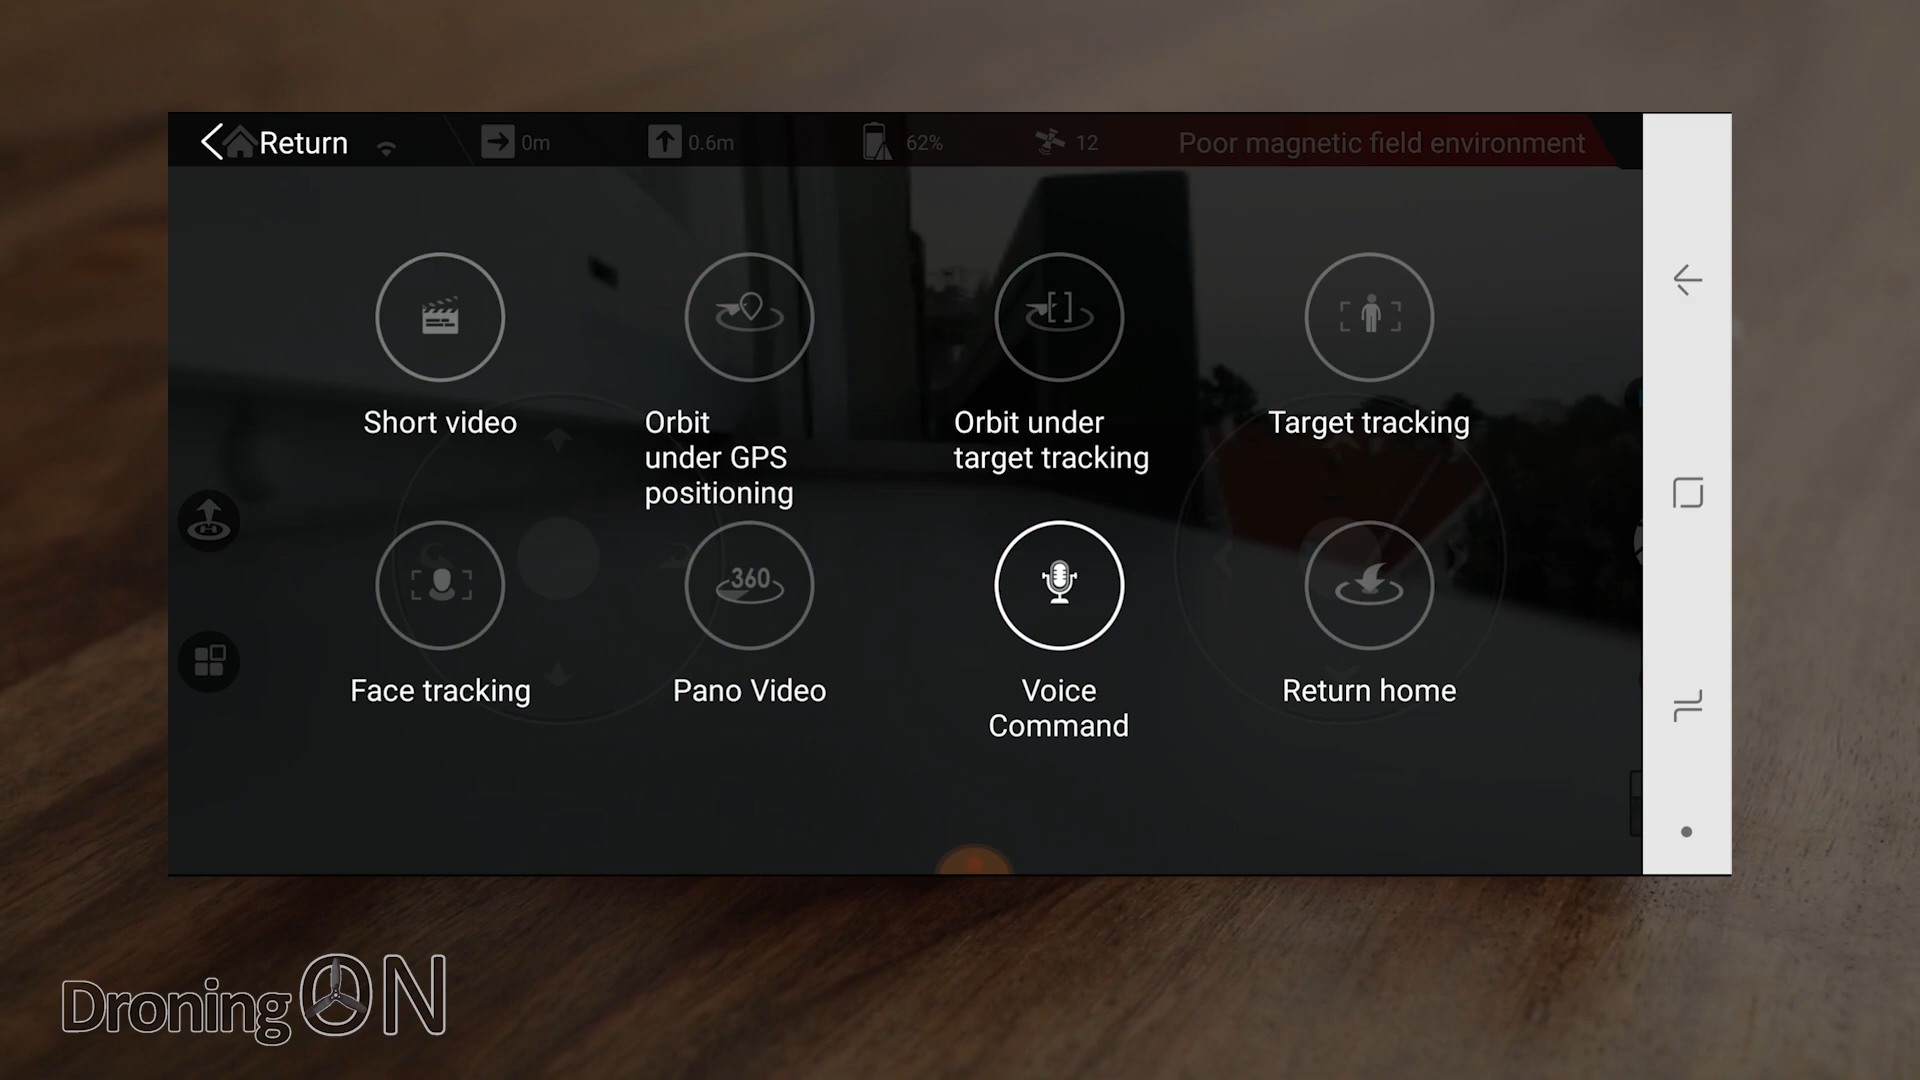 Return
0m
0.6m
62%
12
Poor magnetic field environment
Short video
Orbit
under GPS
positioning
Orbit under
target tracking
Target tracking
H
360
Face tracking
Pano Video
Voice
Command
Return home
DroningON